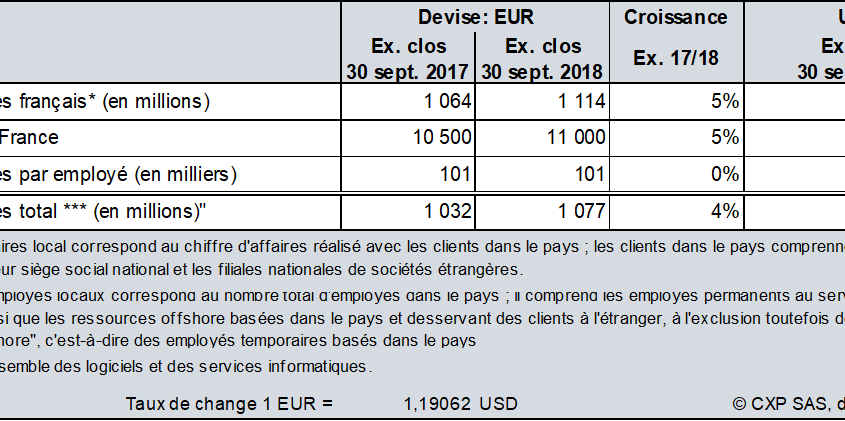 Devise: EUR Croissance U
Ex. clos Ex. clos Ex. 17/18 Ex
30 sept. 2017 30 sept. 2018 30 se
es français* (en millions) 1 064 1 114 5%
France 10 500 11 000 5%
es par employé (en milliers) 101 101 0%
es total *** (en millions)" 1 032 1 077 4%
ires local correspond au chiffre d'affaires réalisé avec les clients dans le pays ; les clients dans le pays comprenn
eur siège social national et les filiales nationales de sociétés étrangères.
mployés locaux correspond au nombre total d'employés dans le pays ; il comprend les employés permanents au serv
si que les ressources offshore basées dans le pays et desservant des clients à l'étranger, à l'exclusion toutefois d
hore", c'est-à-dire des employés temporaires basés dans le pays
semble des logiciels et des services informatiques.
Taux de change 1 EUR = 1,19062 USD © CXP SAS, d